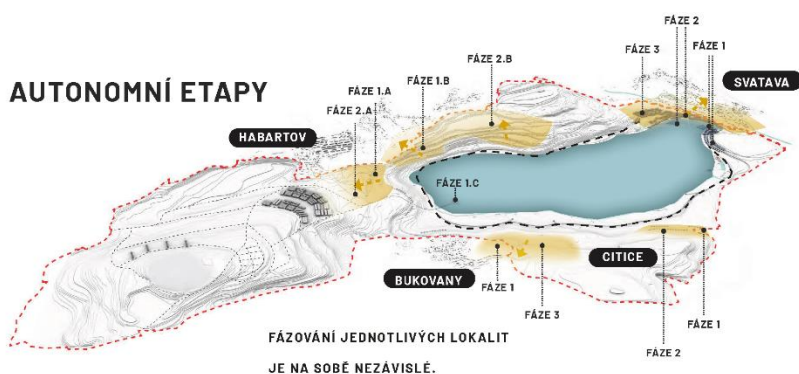 AUTONOMNÍ ETAPY
FÁZE 2
FÁZE 3
FÁZE 1
SVATAVA
FÁZE 2.B
FÁZE 1.B
FÁZE 1.A
FÁZE 2.A
HABARTOV
FÁZE 1.C
BUKOVANY
FÁZE 1
FÁZE 3
CITICE
FÁZE 2
FÁZE 1
FÁZOVÁNÍ JEDNOTLIVÝCH LOKALIT
JE NA SOBĚ NEZÁVISLÉ.